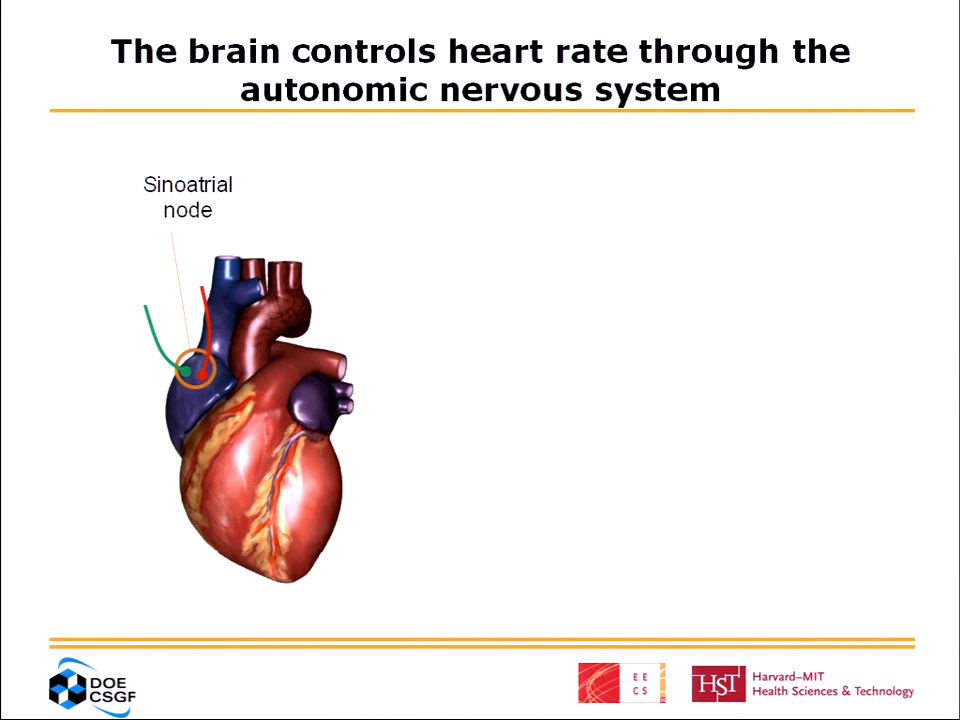 The brain controls heart rate through the
autonomic nervous system
Sinoatrial
node
DOE
CSGF
E E
C S
HST
Harvard–MIT
Health Sciences & Technology